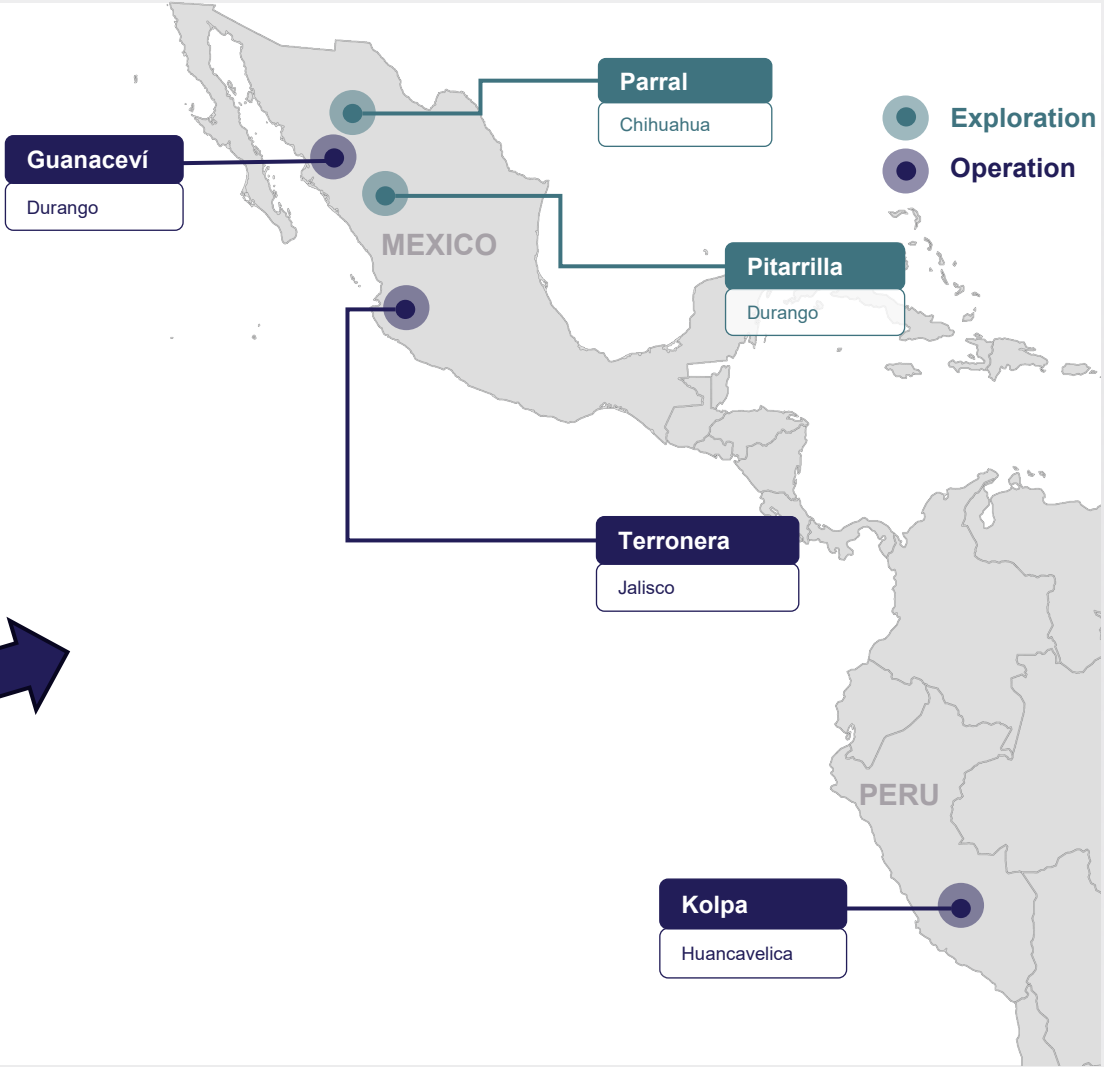 Parral
Chihuahua
Exploration
Operation
Guanaceví
Durango
MEXICO
Pitarrilla
Durango
Terronera
Jalisco
PERU
Kolpa
Huancavelica